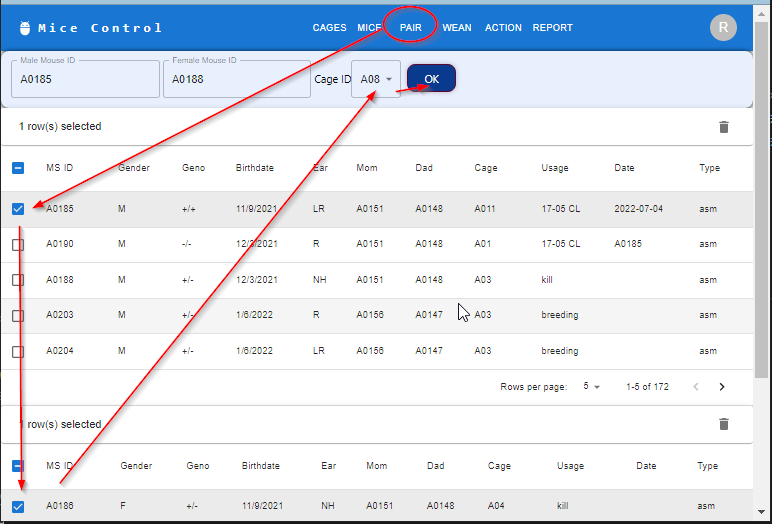 Mice Control CAGES MICE PAIR WEAN ACTION REPORT R
Male Mouse ID Female Mouse ID
A0185 A0188 Cage ID A08 OK
1 row(s) selected
MS ID Gender Geno Birthdate Ear Mom Dad Cage Usage Date Type
A0185 M +/+ 11/9/2021 LR A0151 A0148 A011 17-05 CL 2022-07-04 asm
A0190 M -/- 12/3/2021 R A0151 A0148 A01 17-05 CL A0185 asm
A0188 M +/- 12/3/2021 NH A0151 A0148 A03 kill asm
A0203 M +/- 1/6/2022 R A0156 A0147 A03 breeding asm
A0204 M +/- 1/6/2022 LR A0156 A0147 A03 breeding asm
Rows per page: 5 1-5 of 172
1 row(s) selected
MS ID Gender Geno Birthdate Ear Mom Dad Cage Usage Date Type
A0186 F +/- 11/9/2021 NH A0151 A0148 A04 kill asm